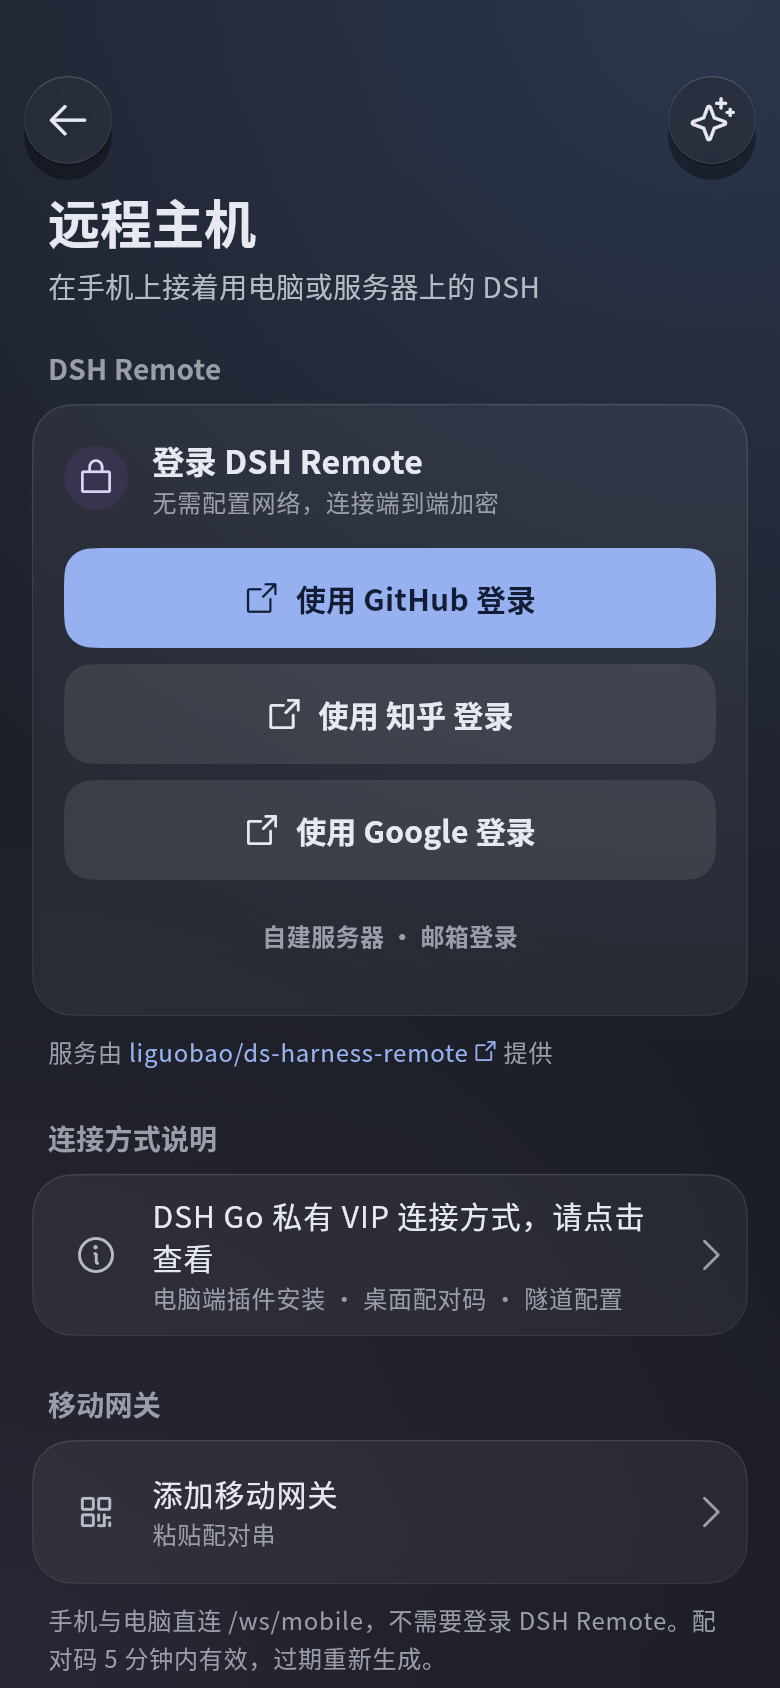 远程主机
在手机上接着用电脑或服务器上的 DSH
DSH Remote
登录 DSH Remote
无需配置网络，连接端到端加密
使用 GitHub 登录
使用 知乎 登录
使用 Google 登录
自建服务器 · 邮箱登录
服务由 liguobao/ds-harness-remote 提供
连接方式说明
DSH Go 私有 VIP 连接方式，请点击
查看
电脑端插件安装 · 桌面配对码 · 隧道配置
移动网关
添加移动网关
粘贴配对串
手机与电脑直连 /ws/mobile，不需要登录 DSH Remote。配
对码 5 分钟内有效，过期重新生成。